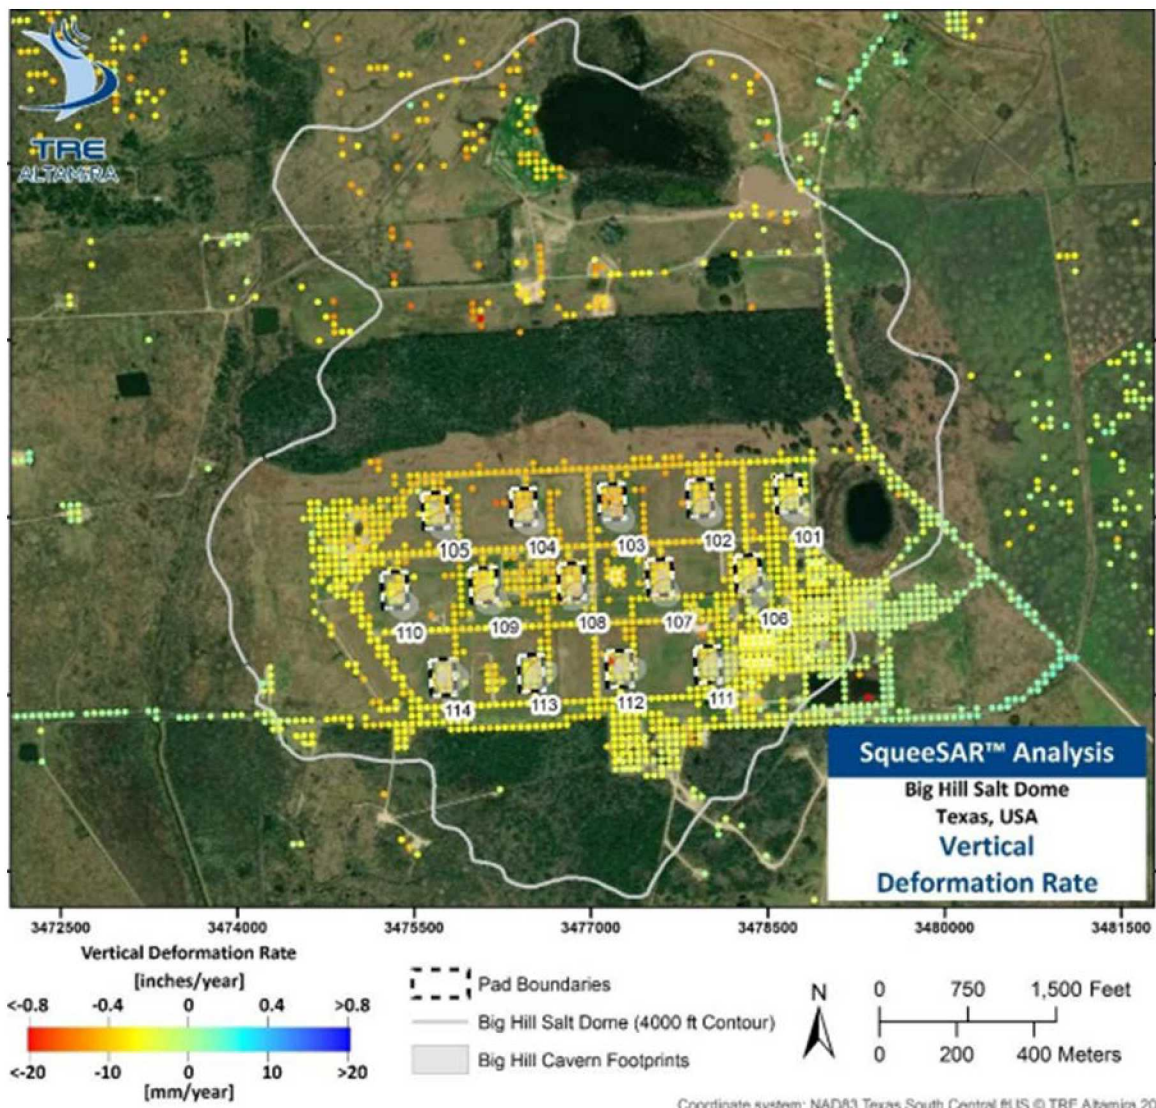 TRE
ALTAMIRA
105
104
103
102
101
110
109
108
107
106
114
113
112
111
SqueeSAR™ Analysis
Big Hill Salt Dome
Texas, USA
Vertical
Deformation Rate
3472500 3474000 3475500 3477000 3478500 3480000 3481500
Vertical Deformation Rate
[inches/year]
<-0.8 -0.4 0 0.4 >0.8
<-20 -10 0 10 >20
[mm/year]
Pad Boundaries
Big Hill Salt Dome (4000 ft Contour)
Big Hill Cavern Footprints
N
0 750 1,500 Feet
0 200 400 Meters
Coordinate system: NAD83 Texas South Central ftUS © TRE Altamira 20